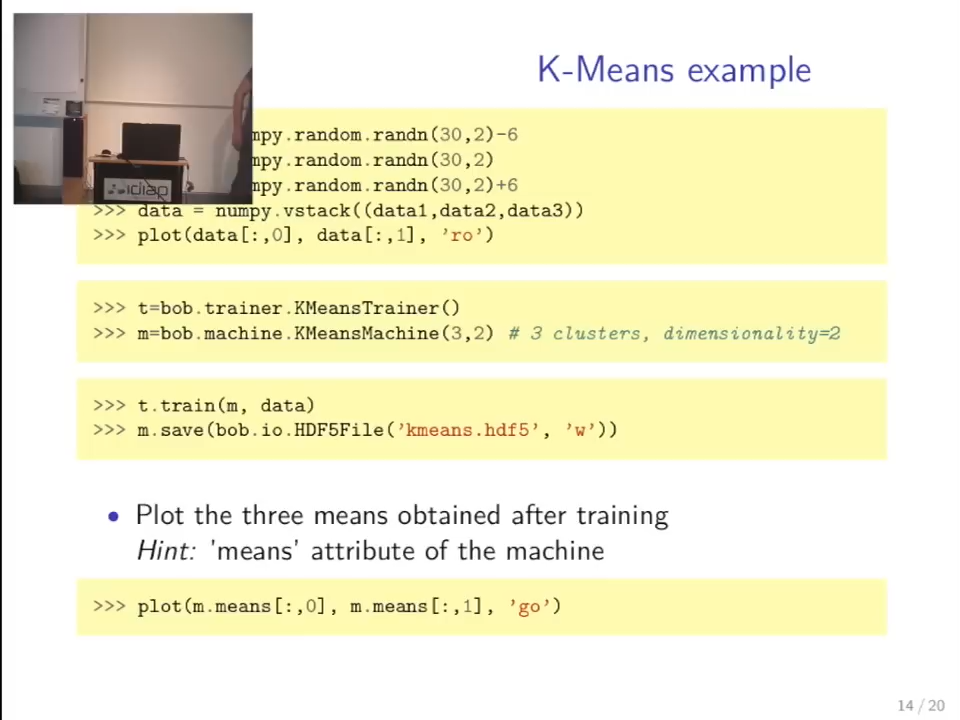 K-Means example
mpy.random.randn(30,2)-6
mpy.random.randn(30,2)
mpy.random.randn(30,2)+6
>>> data = numpy.vstack((data1,data2,data3))
>>> plot(data[:,0], data[:,1], 'ro')
>>> t=bob.trainer.KMeansTrainer()
>>> m=bob.machine.KMeansMachine(3,2) # 3 clusters, dimensionality=2
>>> t.train(m, data)
>>> m.save(bob.io.HDF5File('kmeans.hdf5', 'w'))
• Plot the three means obtained after training
Hint: 'means' attribute of the machine
>>> plot(m.means[:,0], m.means[:,1], 'go')
14 / 20
idiap